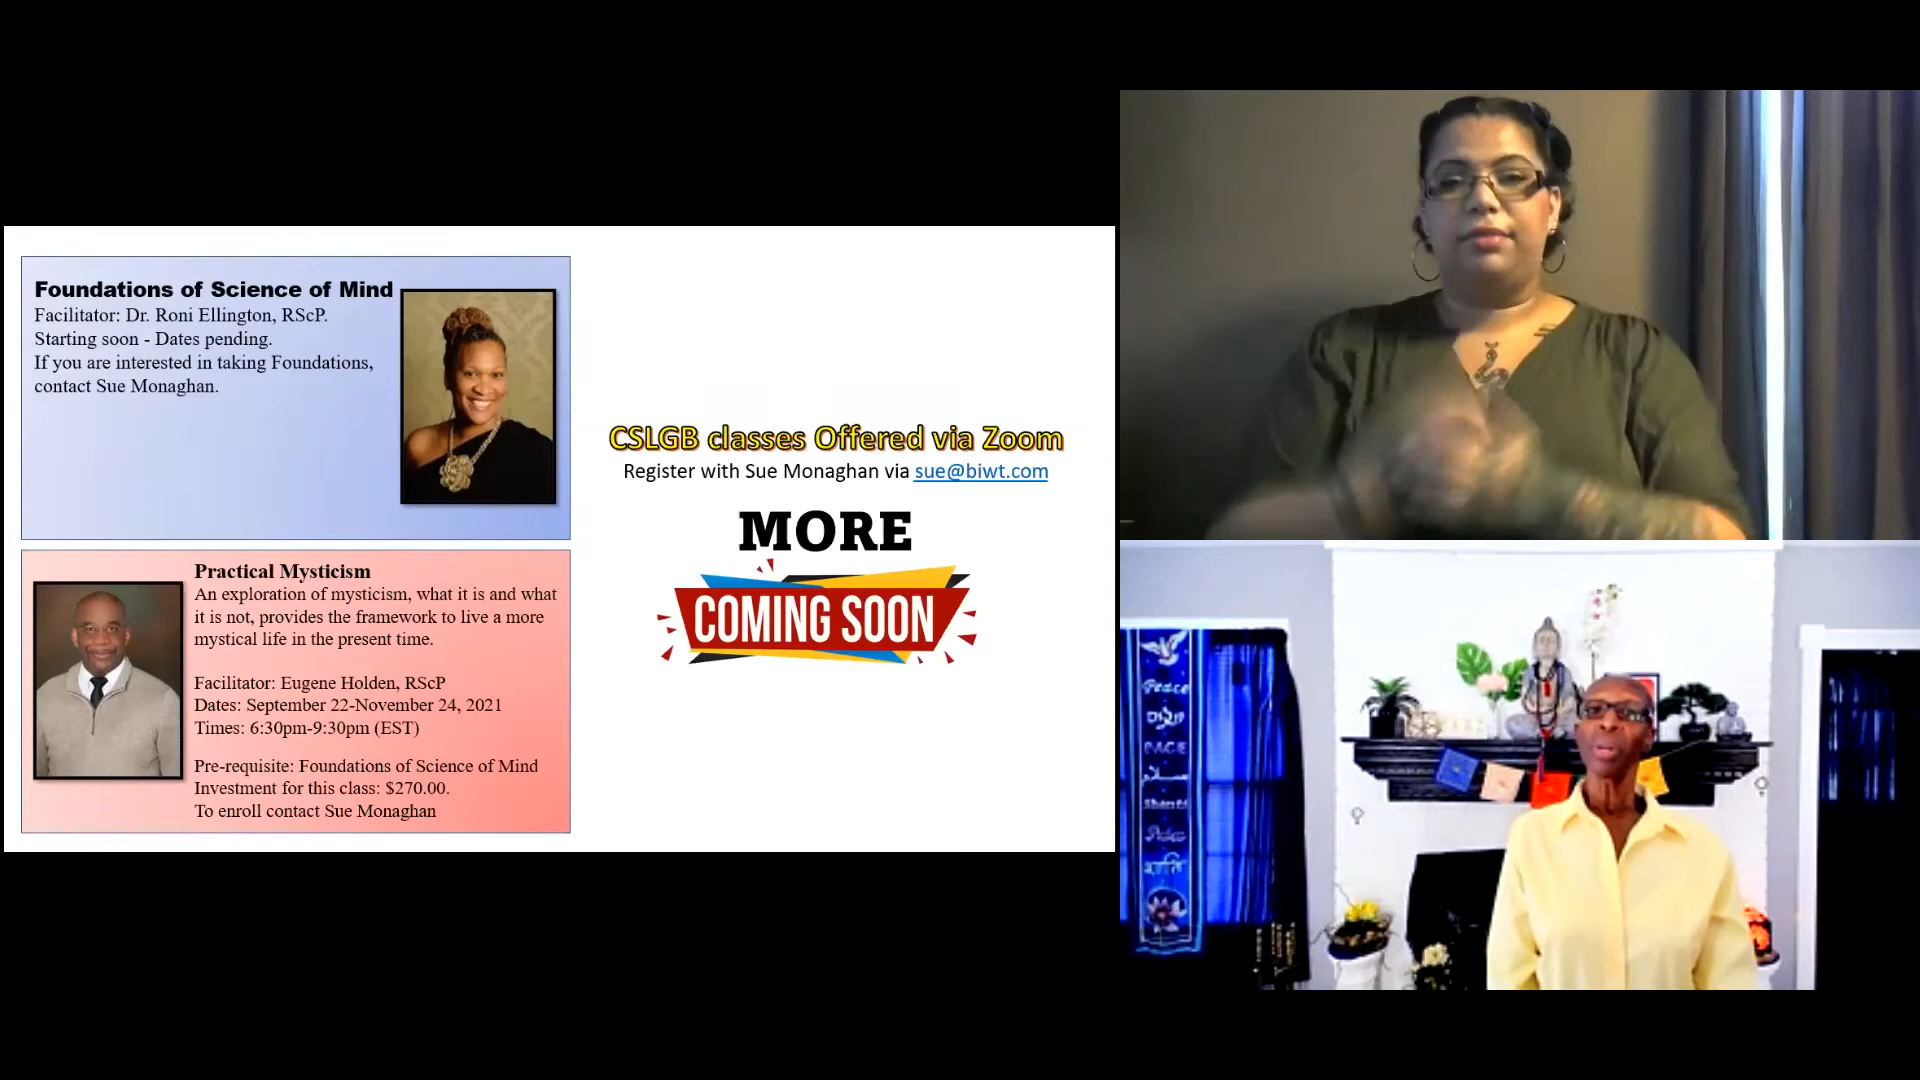 Foundations of Science of Mind
Facilitator: Dr. Roni Ellington, RScP.
Starting soon - Dates pending.
If you are interested in taking Foundations,
contact Sue Monaghan.
Practical Mysticism
An exploration of mysticism, what it is and what
it is not, provides the framework to live a more
mystical life in the present time.
Facilitator: Eugene Holden, RScP
Dates: September 22-November 24, 2021
Times: 6:30pm-9:30pm (EST)
Pre-requisite: Foundations of Science of Mind
Investment for this class: $270.00.
To enroll contact Sue Monaghan
CSLGB classes Offered via Zoom
Register with Sue Monaghan via sue@biwt.com
MORE
COMING SOON
Peace